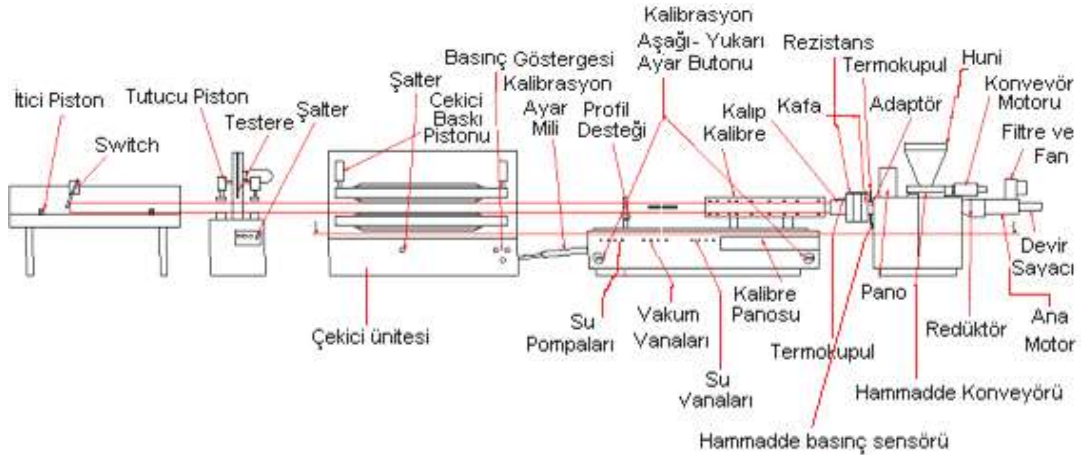 İtici Piston
Switch
Tutucu Piston
Testere
Şalter
Şalter
Çekici
Baskı
Pistonu
Basınç Göstergesi
Kalibrasyon
Ayar
Mili
Profil
Desteği
Kalibrasyon
Aşağı - Yukarı
Ayar Butonu
Kalıp
Kalibre
Rezistans
Kafa
Termokupul
Adaptör
Huni
Konveyör
Motoru
Filtre ve
Fan
Çekici ünitesi
Su
Pompaları
Vakum
Vanaları
Su
Vanaları
Kalibre
Panosu
Termokupul
Pano
Redüktör
Devir
Sayacı
Ana
Motor
Hammadde Konveyörü
Hammadde basınç sensörü